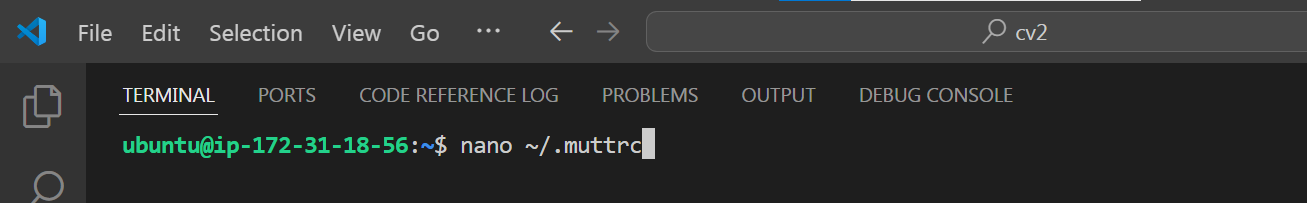 File Edit Selection View Go ··· ← → cv2
TERMINAL PORTS CODE REFERENCE LOG PROBLEMS OUTPUT DEBUG CONSOLE
ubuntu@ip-172-31-18-56:~$ nano ~/.muttrc